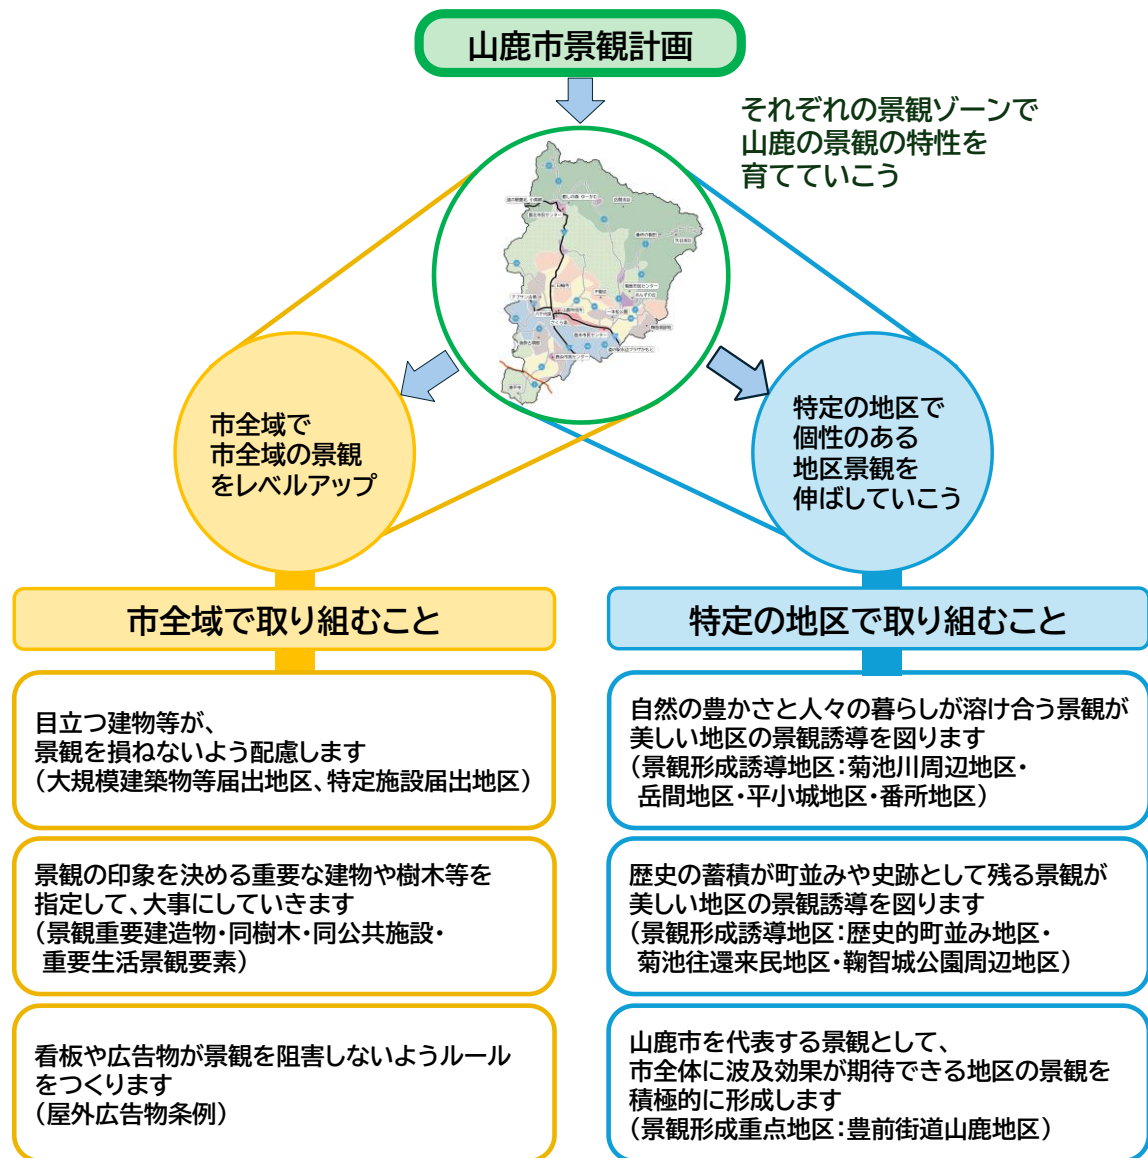 山鹿市景観計画
それぞれの景観ゾーンで
山鹿の景観の特性を
育てていこう
市全域で
市全域の景観
をレベルアップ
特定の地区で
個性のある
地区景観を
伸ばしていこう
市全域で取り組むこと
目立つ建物等が、
景観を損ねないよう配慮します
（大規模建築物等届出地区、特定施設届出地区）
景観の印象を決める重要な建物や樹木等を
指定して、大事にしていきます
（景観重要建造物・同樹木・同公共施設・
重要生活景観要素）
看板や広告物が景観を阻害しないようルール
をつくります
（屋外広告物条例）
特定の地区で取り組むこと
自然の豊かさと人々の暮らしが溶け合う景観が
美しい地区の景観誘導を図ります
（景観形成誘導地区：菊池川周辺地区・
岳間地区・平小城地区・番所地区）
歴史の蓄積が町並みや史跡として残る景観が
美しい地区の景観誘導を図ります
（景観形成誘導地区：歴史的町並み地区・
菊池往還来民地区・鞠智城公園周辺地区）
山鹿市を代表する景観として、
市全体に波及効果が期待できる地区の景観を
積極的に形成します
（景観形成重点地区：豊前街道山鹿地区）